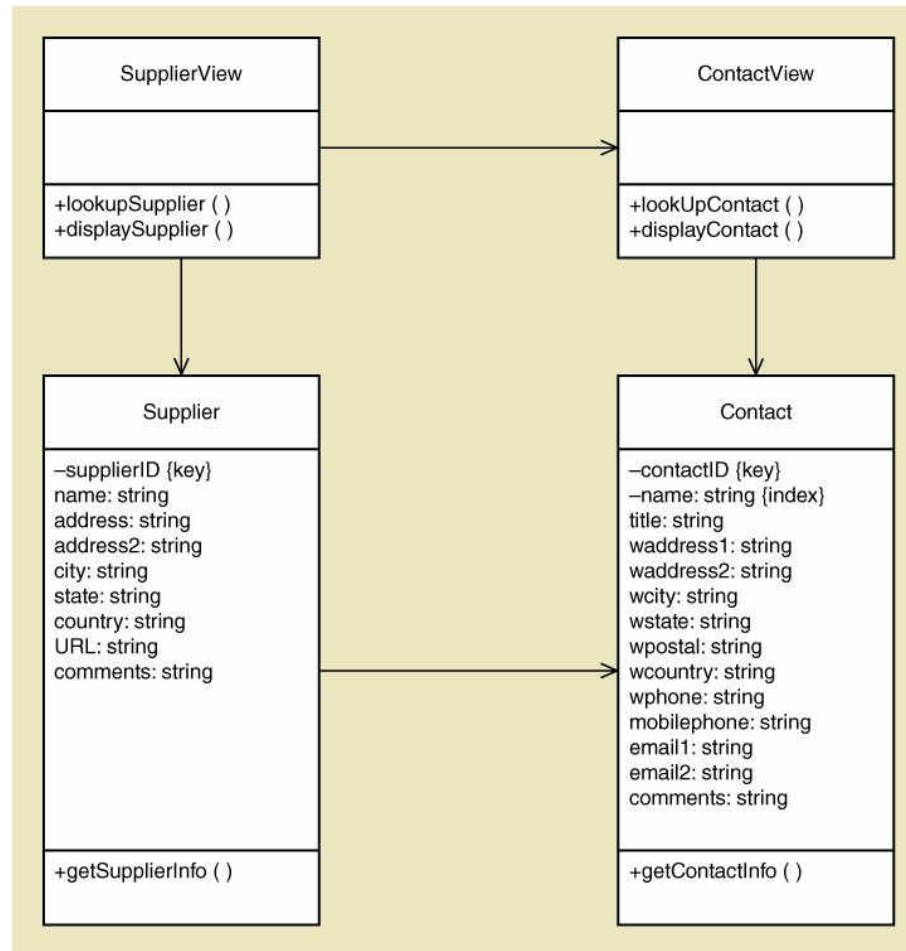 SupplierView
+lookupSupplier ( )
+displaySupplier ( )
ContactView
+lookUpContact ( )
+displayContact ( )
Supplier
–supplierID {key}
name: string
address: string
address2: string
city: string
state: string
country: string
URL: string
comments: string
+getSupplierInfo ( )
Contact
–contactID {key}
–name: string {index}
title: string
waddress1: string
waddress2: string
wcity: string
wstate: string
wpostal: string
wcountry: string
wphone: string
mobilephone: string
email1: string
email2: string
comments: string
+getContactInfo ( )